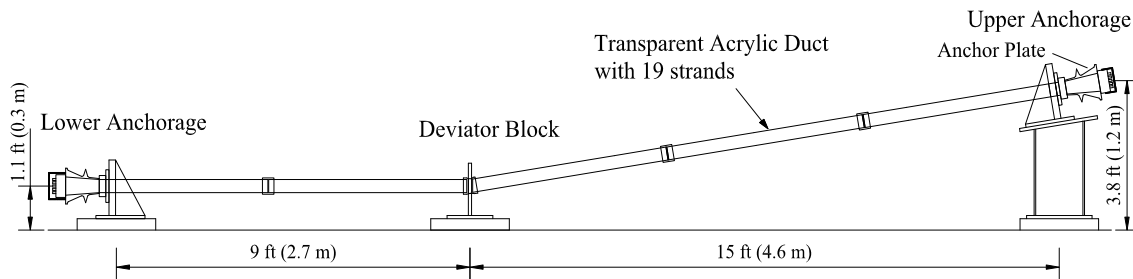 Upper Anchorage
Anchor Plate
Transparent Acrylic Duct
with 19 strands
Lower Anchorage
Deviator Block
1.1 ft (0.3 m)
3.8 ft (1.2 m)
9 ft (2.7 m)
15 ft (4.6 m)